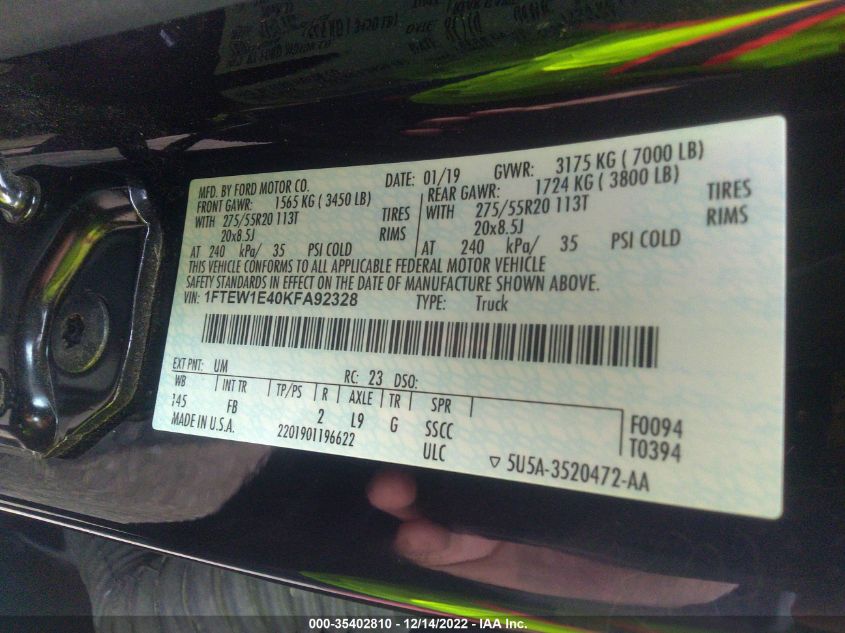 MFD. BY FORD MOTOR CO. DATE: 01/19 GVWR: 3175 KG ( 7000 LB)
FRONT GAWR: 1565 KG ( 3450 LB) REAR GAWR: 1724 KG ( 3800 LB)
WITH 275/55R20 113T TIRES WITH 275/55R20 113T TIRES
20x8.5J RIMS 20x8.5J RIMS
AT 240 kPa/ 35 PSI COLD AT 240 kPa/ 35 PSI COLD
THIS VEHICLE CONFORMS TO ALL APPLICABLE FEDERAL MOTOR VEHICLE
SAFETY STANDARDS IN EFFECT ON THE DATE OF MANUFACTURE SHOWN ABOVE.
VIN: 1FTEW1E40KFA92328 TYPE: Truck
EXT PNT: UM RC: 23 DSO:
WB INT TR TP/PS R AXLE TR SPR
145 FB 2 L9 G SSCC F0094
MADE IN U.S.A. 2201901196622 ULC T0394
5U5A-3520472-AA
000-35402810 - 12/14/2022 - IAA Inc.